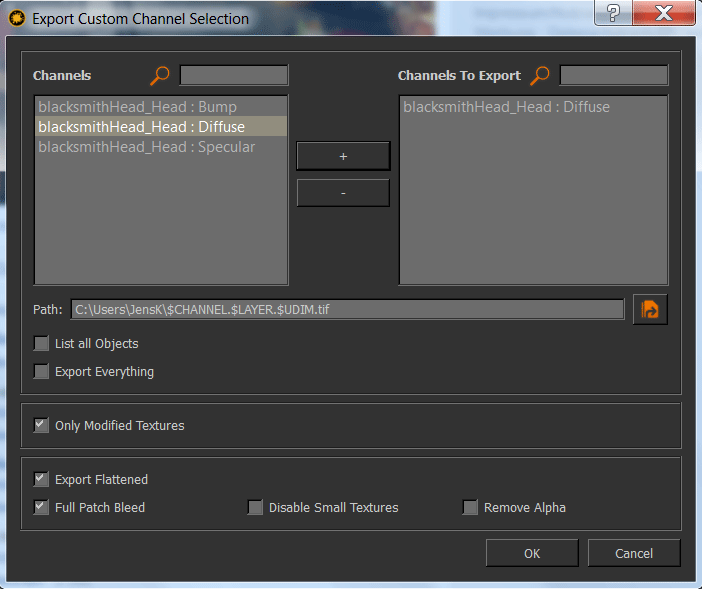 Export Custom Channel Selection
?
Channels
blacksmithHead_Head : Bump
blacksmithHead_Head : Diffuse
blacksmithHead_Head : Specular
+
-
Channels To Export
blacksmithHead_Head : Diffuse
Path: C:\Users\JensK\$CHANNEL.$LAYER.$UDIM.tif
List all Objects
Export Everything
Only Modified Textures
Export Flattened
Full Patch Bleed Disable Small Textures Remove Alpha
OK Cancel